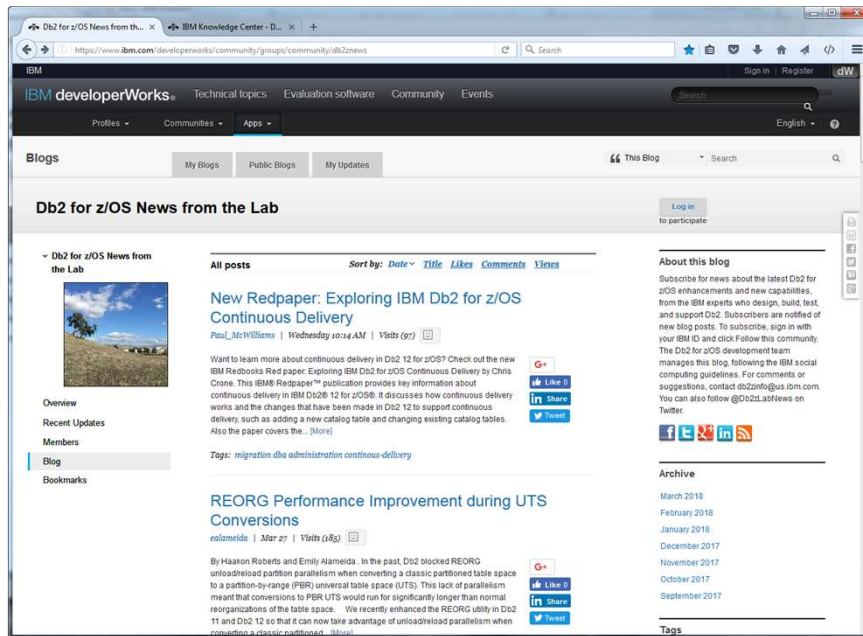 Db2 for z/OS News from th... ×
IBM Knowledge Center - D... ×
+
https://www.ibm.com/developerworks/community/groups/community/db2znews
Search
IBM
Sign in | Register
dW
IBM developerWorks®
Technical topics
Evaluation software
Community
Events
Search
Profiles
Communities
Apps
English
?
Blogs
My Blogs
Public Blogs
My Updates
This Blog
Search
Db2 for z/OS News from the Lab
Log in
to participate
Db2 for z/OS News from
the Lab
Overview
Recent Updates
Members
Blog
Bookmarks
All posts
Sort by: Date Title Likes Comments Views
New Redpaper: Exploring IBM Db2 for z/OS
Continuous Delivery
Paul_McWilliams | Wednesday 10:14 AM | Visits (97)
Want to learn more about continuous delivery in Db2 12 for z/OS? Check out the new
IBM Redbooks Red paper: Exploring IBM Db2 for z/OS Continuous Delivery by Chris
Crone. This IBM® Redpaper™ publication provides key information about
continuous delivery in IBM Db2® 12 for z/OS®. It discusses how continuous delivery
works and the changes that have been made in Db2 12 to support continuous
delivery, such as adding a new catalog table and changing existing catalog tables.
Also the paper covers the... [More]
G+
Like 0
in Share
Tweet
Tags: migration dba administration continous-delivery
REORG Performance Improvement during UTS
Conversions
ealameida | Mar 27 | Visits (185)
By Haakon Roberts and Emily Alameida . In the past, Db2 blocked REORG
unload/reload partition parallelism when converting a classic partitioned table space
to a partition-by-range (PBR) universal table space (UTS). This lack of parallelism
meant that conversions to PBR UTS would run for significantly longer than normal
reorganizations of the table space. We recently enhanced the REORG utility in Db2
11 and Db2 12 so that it can now take advantage of unload/reload parallelism when
converting a classic partitioned... [More]
G+
Like 0
in Share
Tweet
About this blog
Subscribe for news about the latest Db2 for
z/OS enhancements and new capabilities,
from the IBM experts who design, build, test,
and support Db2. Subscribers are notified of
new blog posts. To subscribe, sign in with
your IBM ID and click Follow this community.
The Db2 for z/OS development team
manages this blog, following the IBM social
computing guidelines. For comments or
suggestions, contact db2zinfo@us.ibm.com.
You can also follow @Db2zLabNews on
Twitter.
Archive
March 2018
February 2018
January 2018
December 2017
November 2017
October 2017
September 2017
Tags